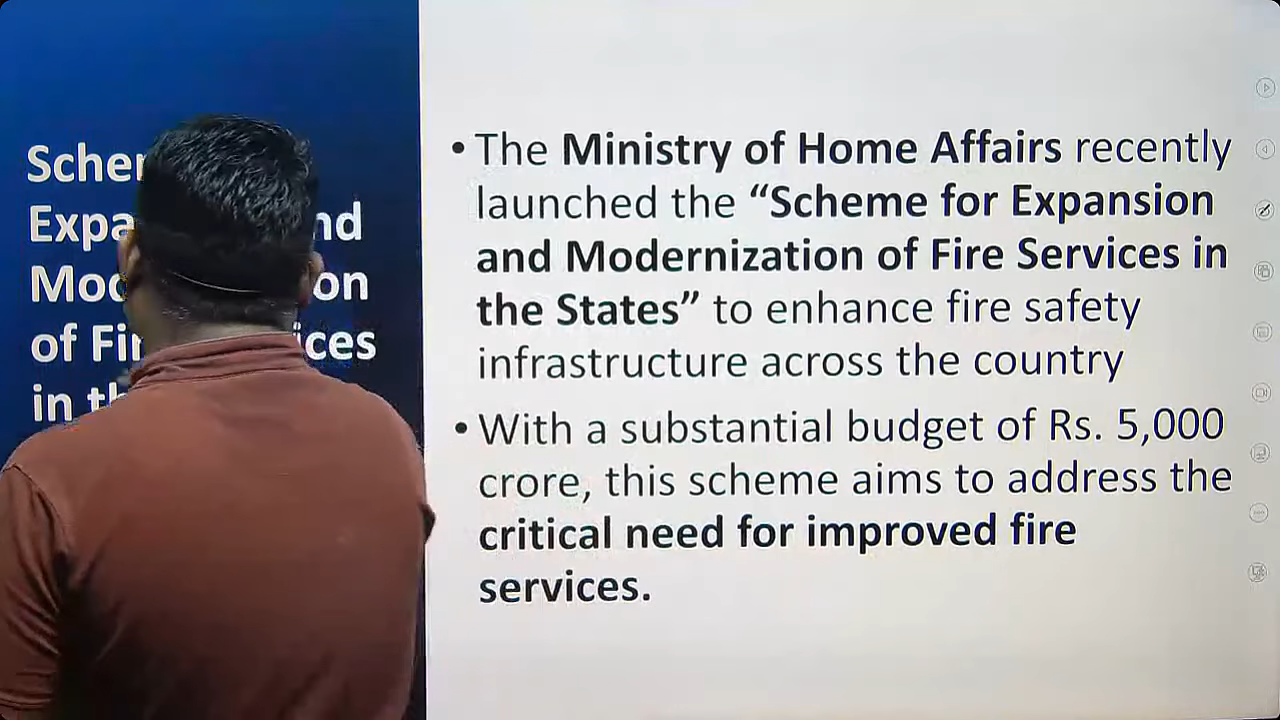 Expa nd
Mod on
of Fir ices
in th
• The Ministry of Home Affairs recently
launched the “Scheme for Expansion
and Modernization of Fire Services in
the States” to enhance fire safety
infrastructure across the country
• With a substantial budget of Rs. 5,000
crore, this scheme aims to address the
critical need for improved fire
services.